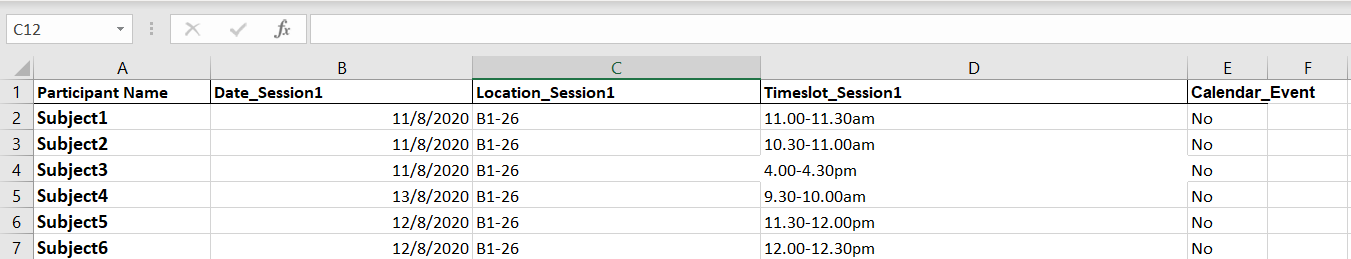 C12 fx
A B C D E F
1 Participant Name Date_Session1 Location_Session1 Timeslot_Session1 Calendar_Event
2 Subject1 11/8/2020 B1-26 11.00-11.30am No
3 Subject2 11/8/2020 B1-26 10.30-11.00am No
4 Subject3 11/8/2020 B1-26 4.00-4.30pm No
5 Subject4 13/8/2020 B1-26 9.30-10.00am No
6 Subject5 12/8/2020 B1-26 11.30-12.00pm No
7 Subject6 12/8/2020 B1-26 12.00-12.30pm No